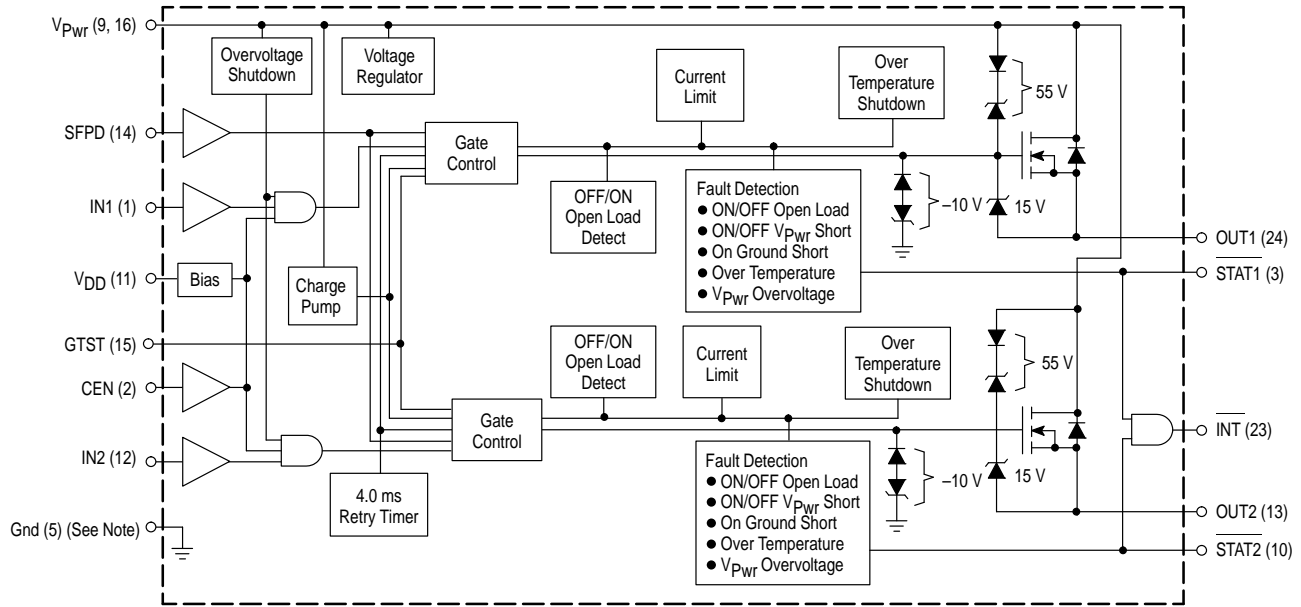 VPwr (9, 16)
Overvoltage
Shutdown
Voltage
Regulator
SFPD (14)
IN1 (1)
VDD (11)
Bias
Charge
Pump
GTST (15)
CEN (2)
IN2 (12)
4.0 ms
Retry Timer
Gnd (5) (See Note)
Gate
Control
OFF/ON
Open Load
Detect
Current
Limit
Over
Temperature
Shutdown
Fault Detection
● ON/OFF Open Load
● ON/OFF VPwr Short
● On Ground Short
● Over Temperature
● VPwr Overvoltage
–10 V
55 V
15 V
OUT1 (24)
STAT1 (3)
Gate
Control
OFF/ON
Open Load
Detect
Current
Limit
Over
Temperature
Shutdown
Fault Detection
● ON/OFF Open Load
● ON/OFF VPwr Short
● On Ground Short
● Over Temperature
● VPwr Overvoltage
–10 V
55 V
15 V
INT (23)
OUT2 (13)
STAT2 (10)